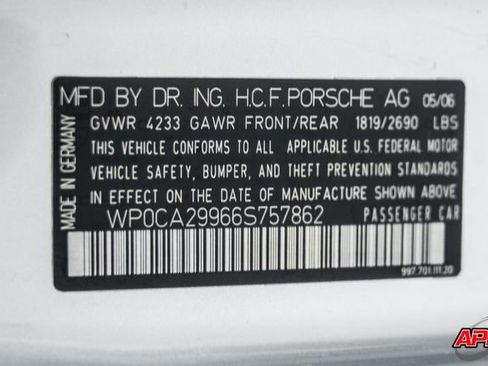 MFD BY DR. ING. H.C.F. PORSCHE AG 05/06
GVWR 4233 GAWR FRONT/REAR 1819/2690 LBS
THIS VEHICLE CONFORMS TO ALL APPLICABLE U.S. FEDERAL MOTOR
VEHICLE SAFETY, BUMPER, AND THEFT PREVENTION STANDARDS
IN EFFECT ON THE DATE OF MANUFACTURE SHOWN ABOVE
WP0CA29966S757862 PASSENGER CAR
MADE IN GERMANY
997.701.111.20